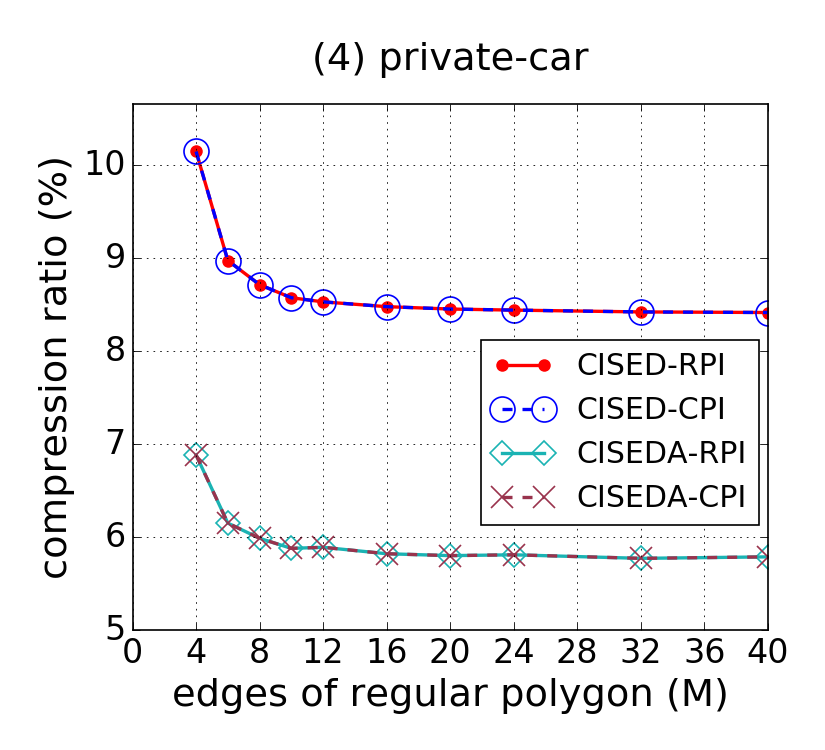 (4) private-car
compression ratio (%)
10
9
8
7
6
5
CISED-RPI
CISED-CPI
CISEDA-RPI
CISEDA-CPI
0 4 8 12 16 20 24 28 32 36 40
edges of regular polygon (M)